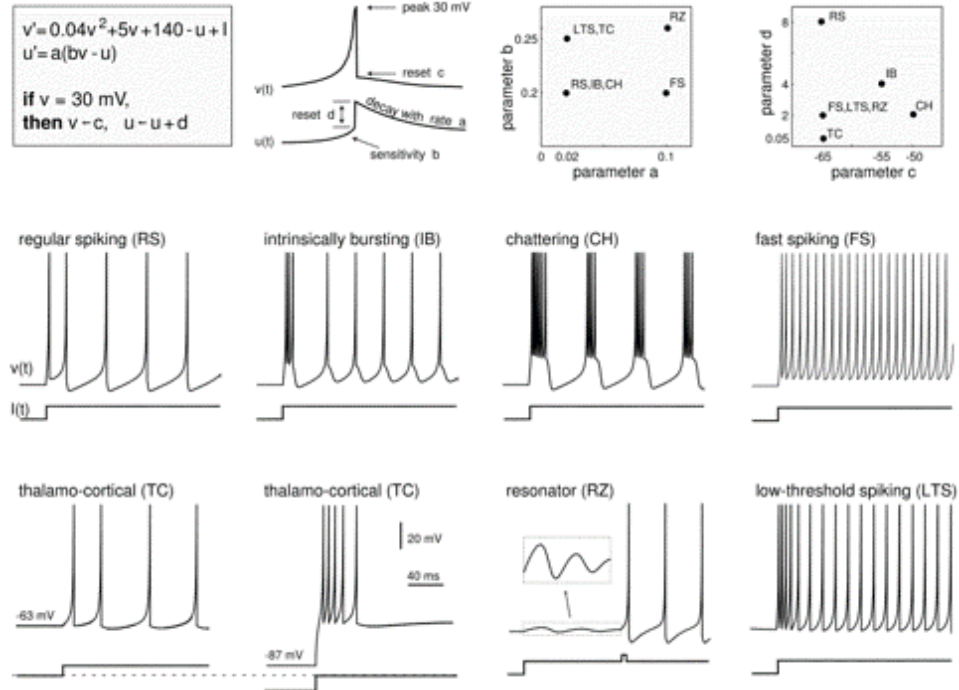 v'= 0.04v²+5v+140 - u + I
u'= a(bv - u)
if v = 30 mV,
then v←c, u←u+d
peak 30 mV
reset c
v(t)
reset d
decay with rate a
u(t)
sensitivity b
parameter b
0.25
0.2
LTS,TC
RZ
RS,IB,CH
FS
0 0.02 0.1
parameter a
parameter d
8
4
2
0.05
RS
IB
FS,LTS,RZ
CH
TC
-65 -55 -50
parameter c
regular spiking (RS)
intrinsically bursting (IB)
chattering (CH)
fast spiking (FS)
v(t)
I(t)
thalamo-cortical (TC)
thalamo-cortical (TC)
resonator (RZ)
low-threshold spiking (LTS)
-63 mV
20 mV
40 ms
-87 mV